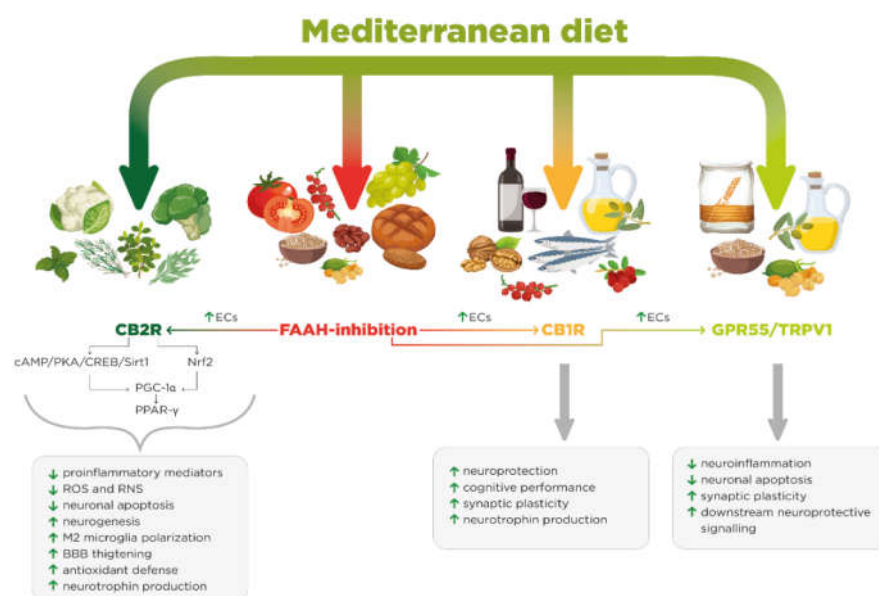 Mediterranean diet
↑ECs
↑ECs
↑ECs
CB2R
FAAH-inhibition
CB1R
GPR55/TRPV1
cAMP/PKA/CREB/Sirt1
Nrf2
PGC-1α
PPAR-γ
↓ proinflammatory mediators
↓ ROS and RNS
↓ neuronal apoptosis
↑ neurogenesis
↑ M2 microglia polarization
↑ BBB thigtening
↑ antioxidant defense
↑ neurotrophin production
↑ neuroprotection
↑ cognitive performance
↑ synaptic plasticity
↑ neurotrophin production
↓ neuroinflammation
↓ neuronal apoptosis
↑ synaptic plasticity
↑ downstream neuroprotective
signalling